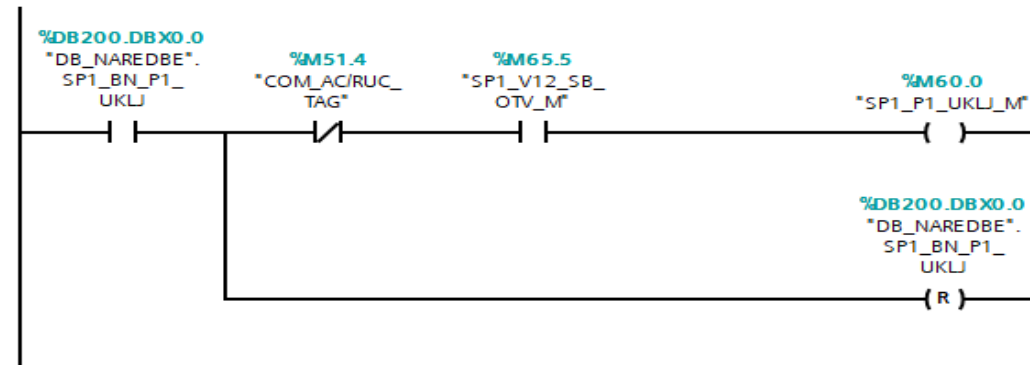 %DB200.DBX0.0
"DB_NAREDBE".
SP1_BN_P1_
UKLJ
%M51.4
"COM_AC/RUC_
TAG"
%M65.5
"SP1_V12_SB_
OTV_M"
%M60.0
"SP1_P1_UKLJ_M"
%DB200.DBX0.0
"DB_NAREDBE".
SP1_BN_P1_
UKLJ
R